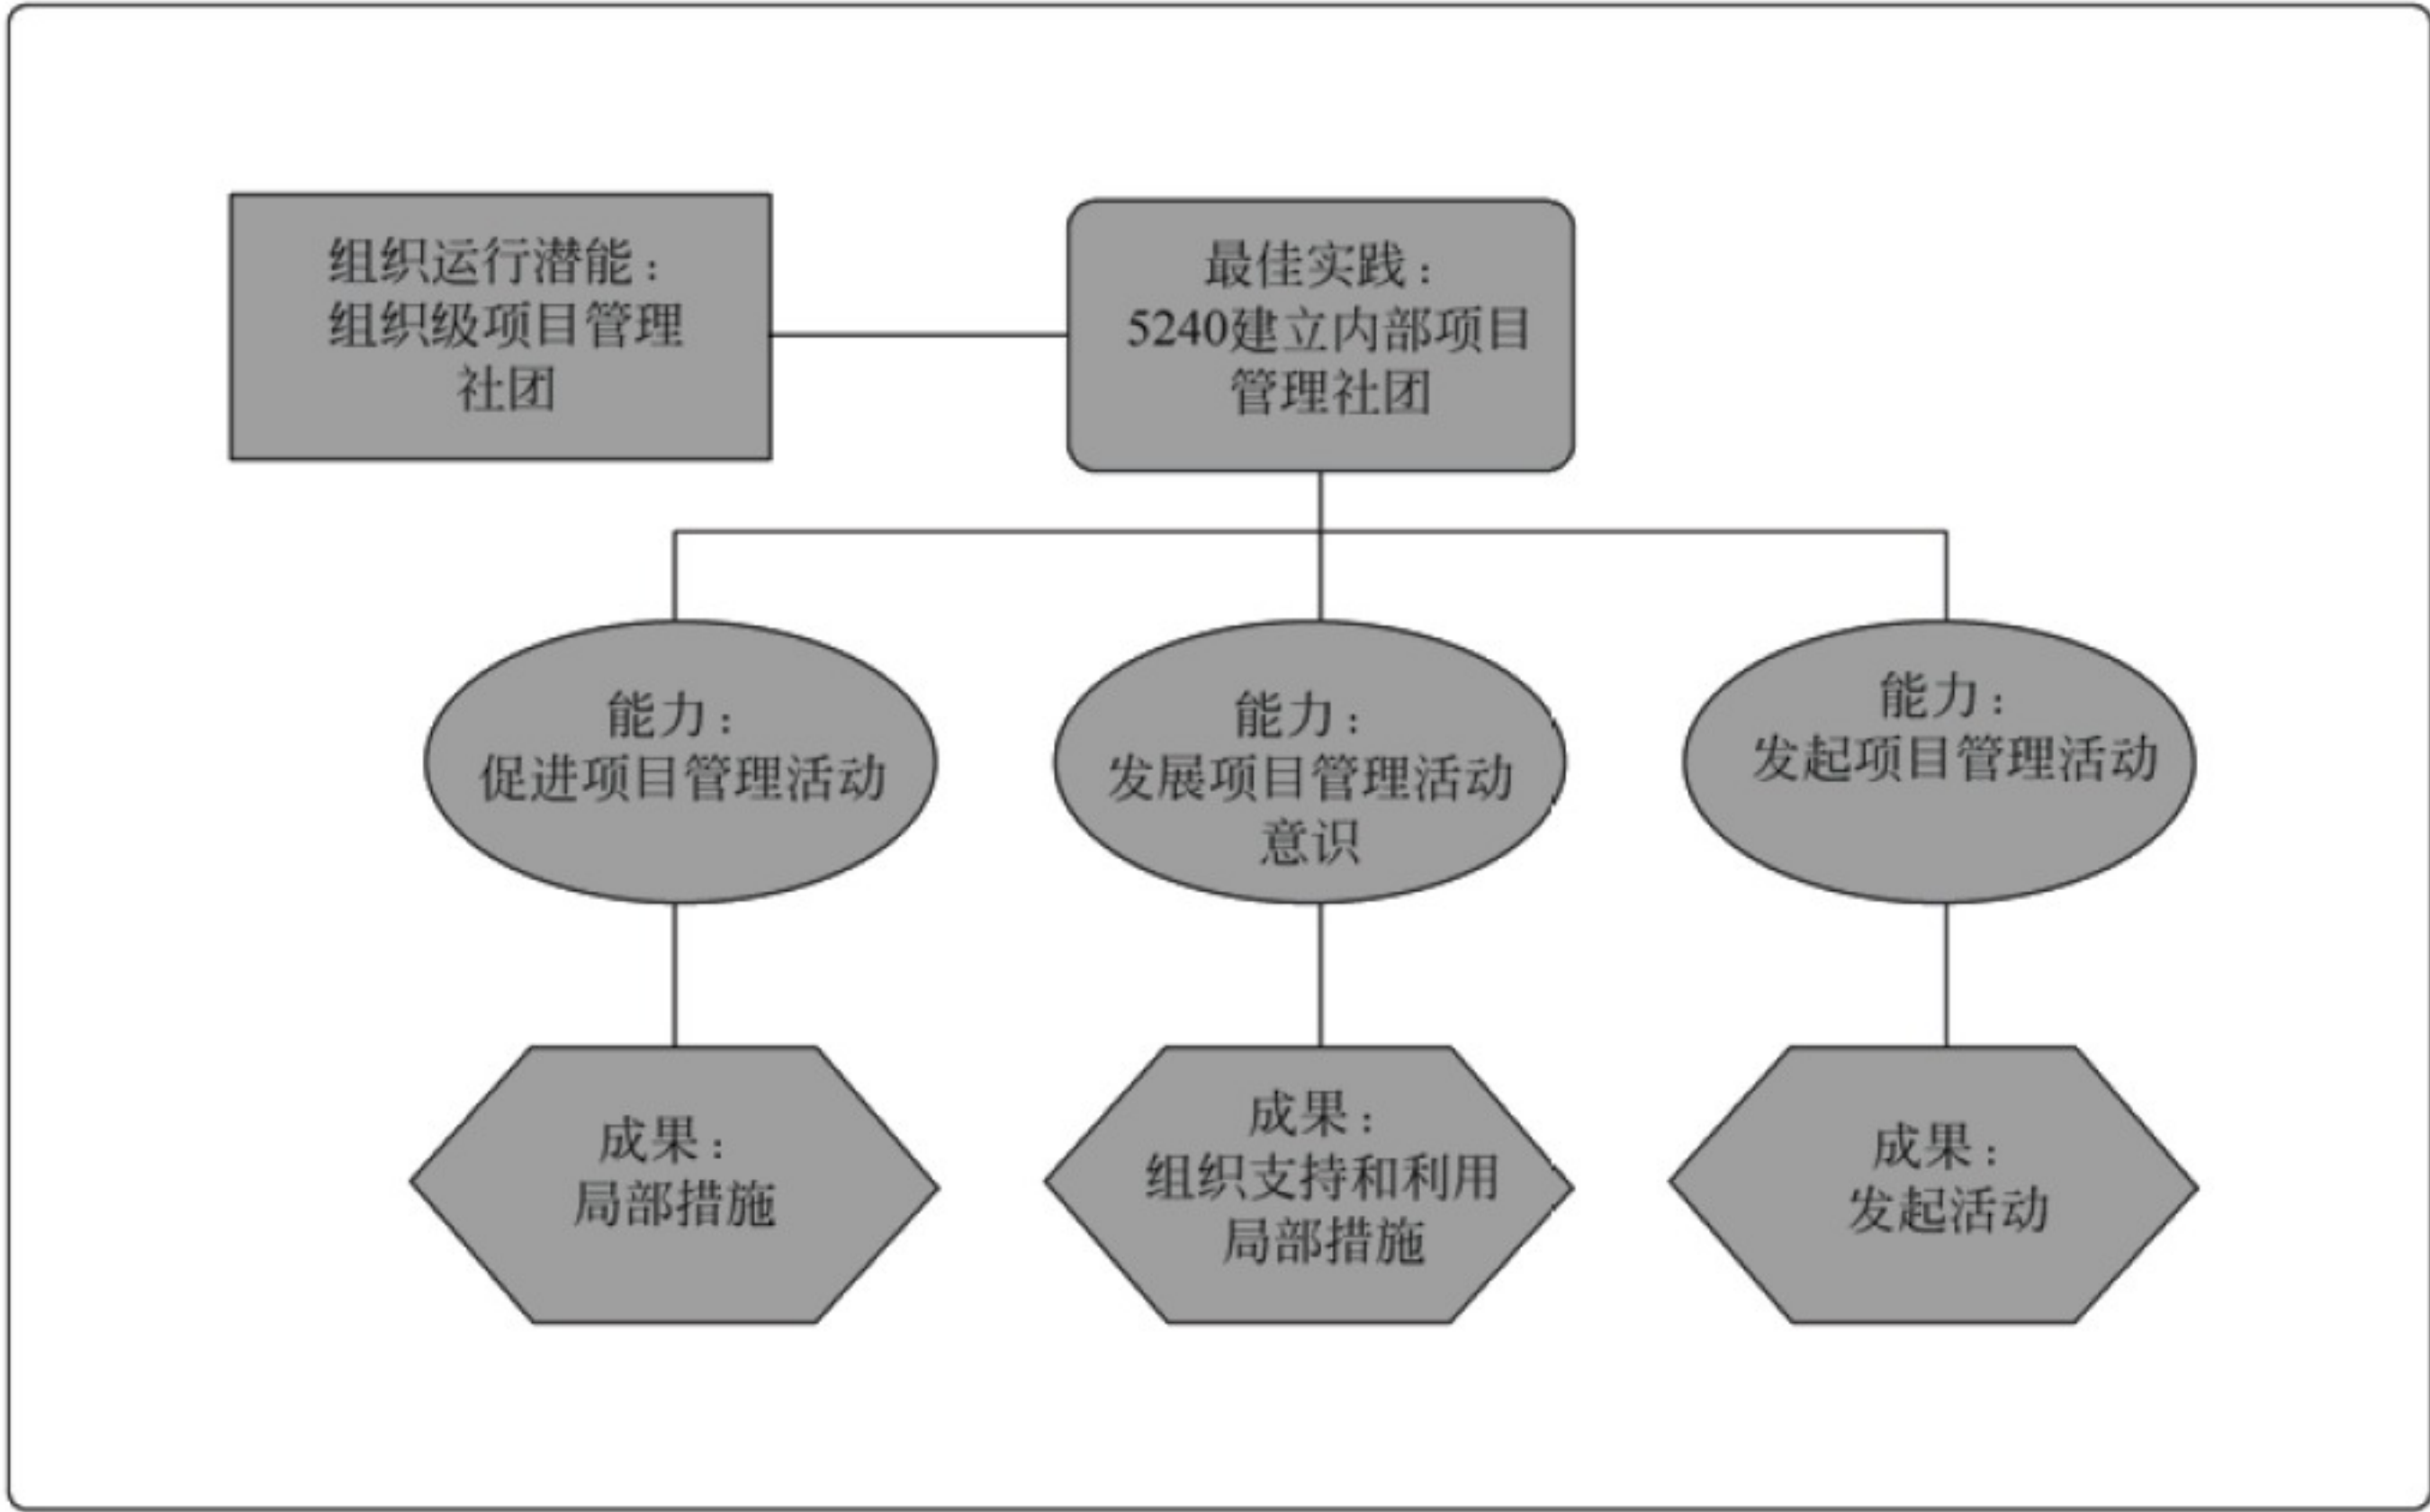 组织运行潜能：
组织级项目管理
社团
最佳实践：
5240建立内部项目
管理社团
能力：
促进项目管理活动
能力：
发展项目管理活动
意识
能力：
发起项目管理活动
成果：
局部措施
成果：
组织支持和利用
局部措施
成果：
发起活动